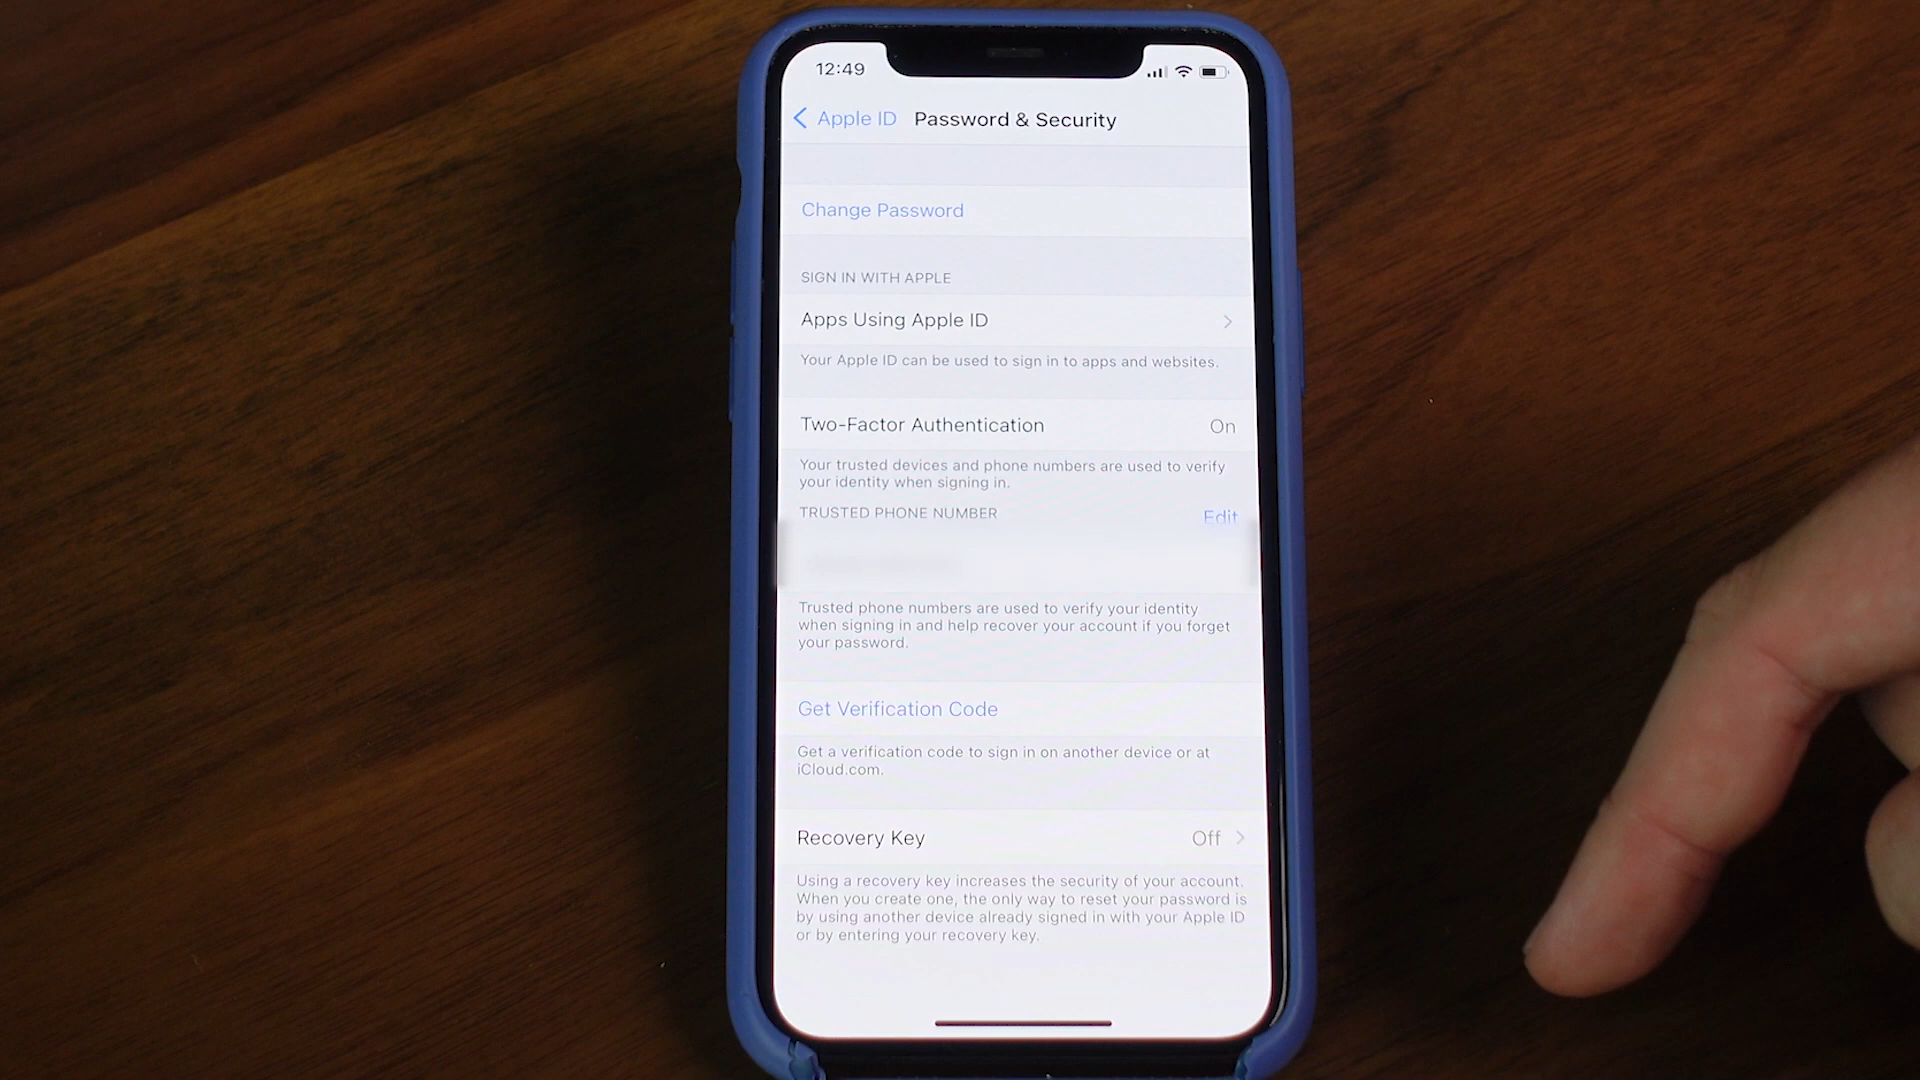 12:49
Apple ID Password & Security
Change Password
SIGN IN WITH APPLE
Apps Using Apple ID
Your Apple ID can be used to sign in to apps and websites.
Two-Factor Authentication On
Your trusted devices and phone numbers are used to verify
your identity when signing in.
TRUSTED PHONE NUMBER Edit
Trusted phone numbers are used to verify your identity
when signing in and help recover your account if you forget
your password.
Get Verification Code
Get a verification code to sign in on another device or at
iCloud.com.
Recovery Key Off
Using a recovery key increases the security of your account.
When you create one, the only way to reset your password is
by using another device already signed in with your Apple ID
or by entering your recovery key.